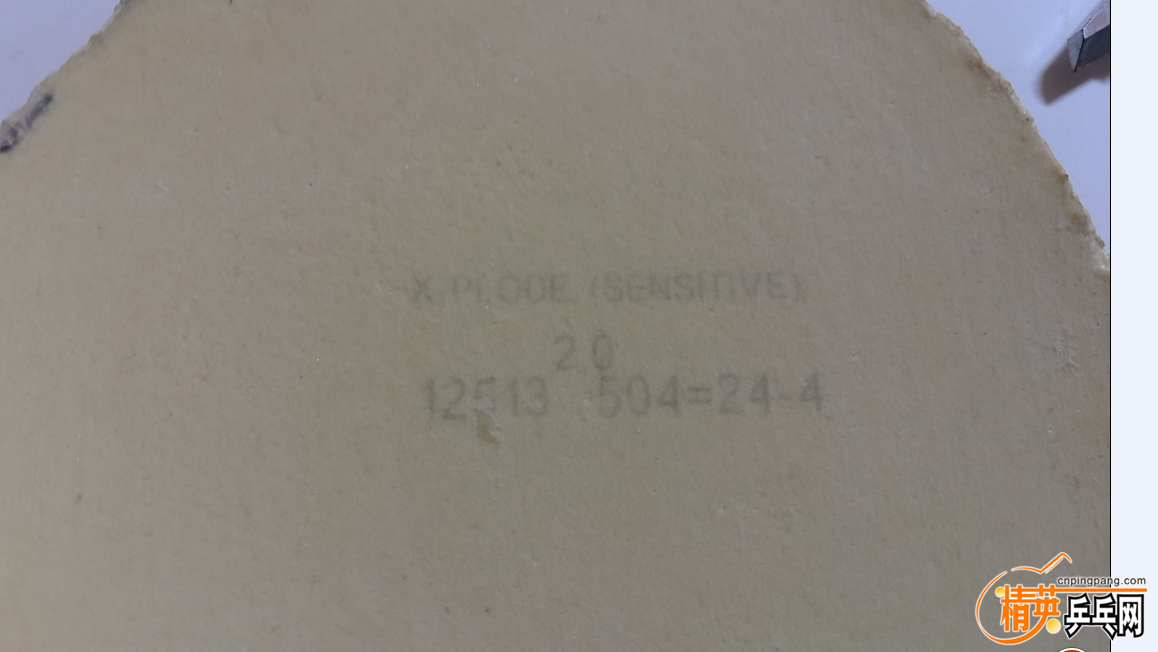 X-PLODE (SENSITIVE)
2.0
12513 504=24-4
cnpingpang.com
精英乒乓网